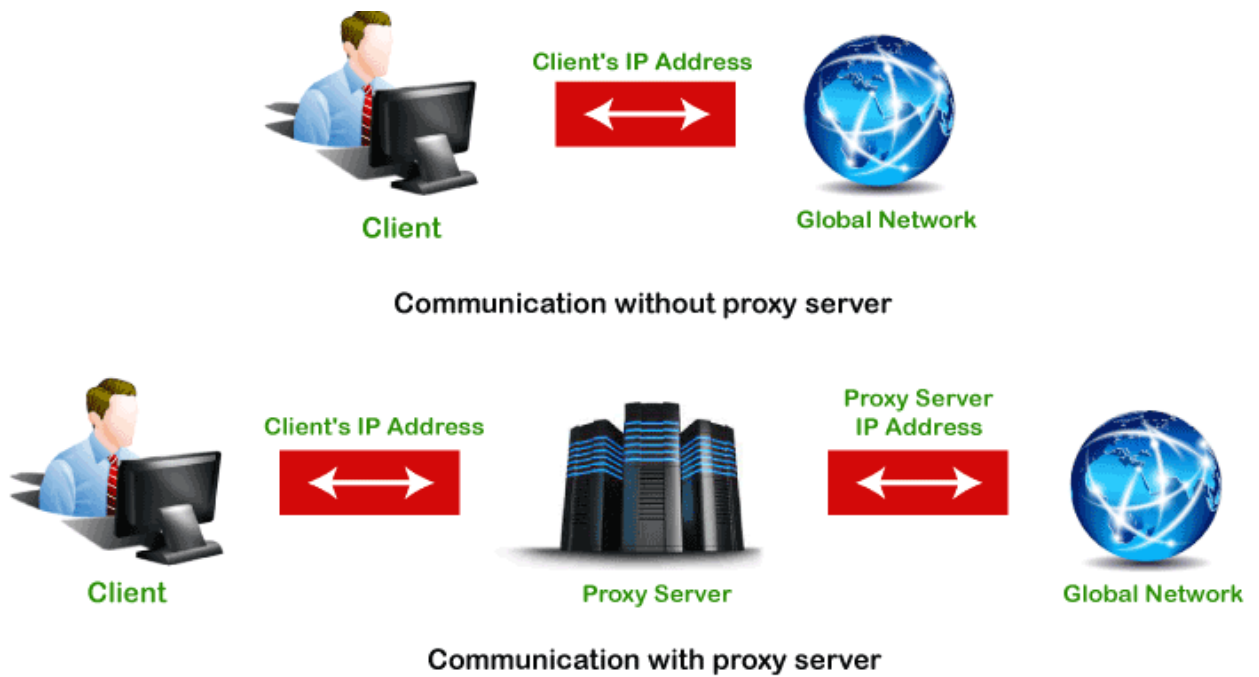 Client's IP Address
Client
Global Network
Communication without proxy server
Client's IP Address
Proxy Server
IP Address
Client
Proxy Server
Global Network
Communication with proxy server